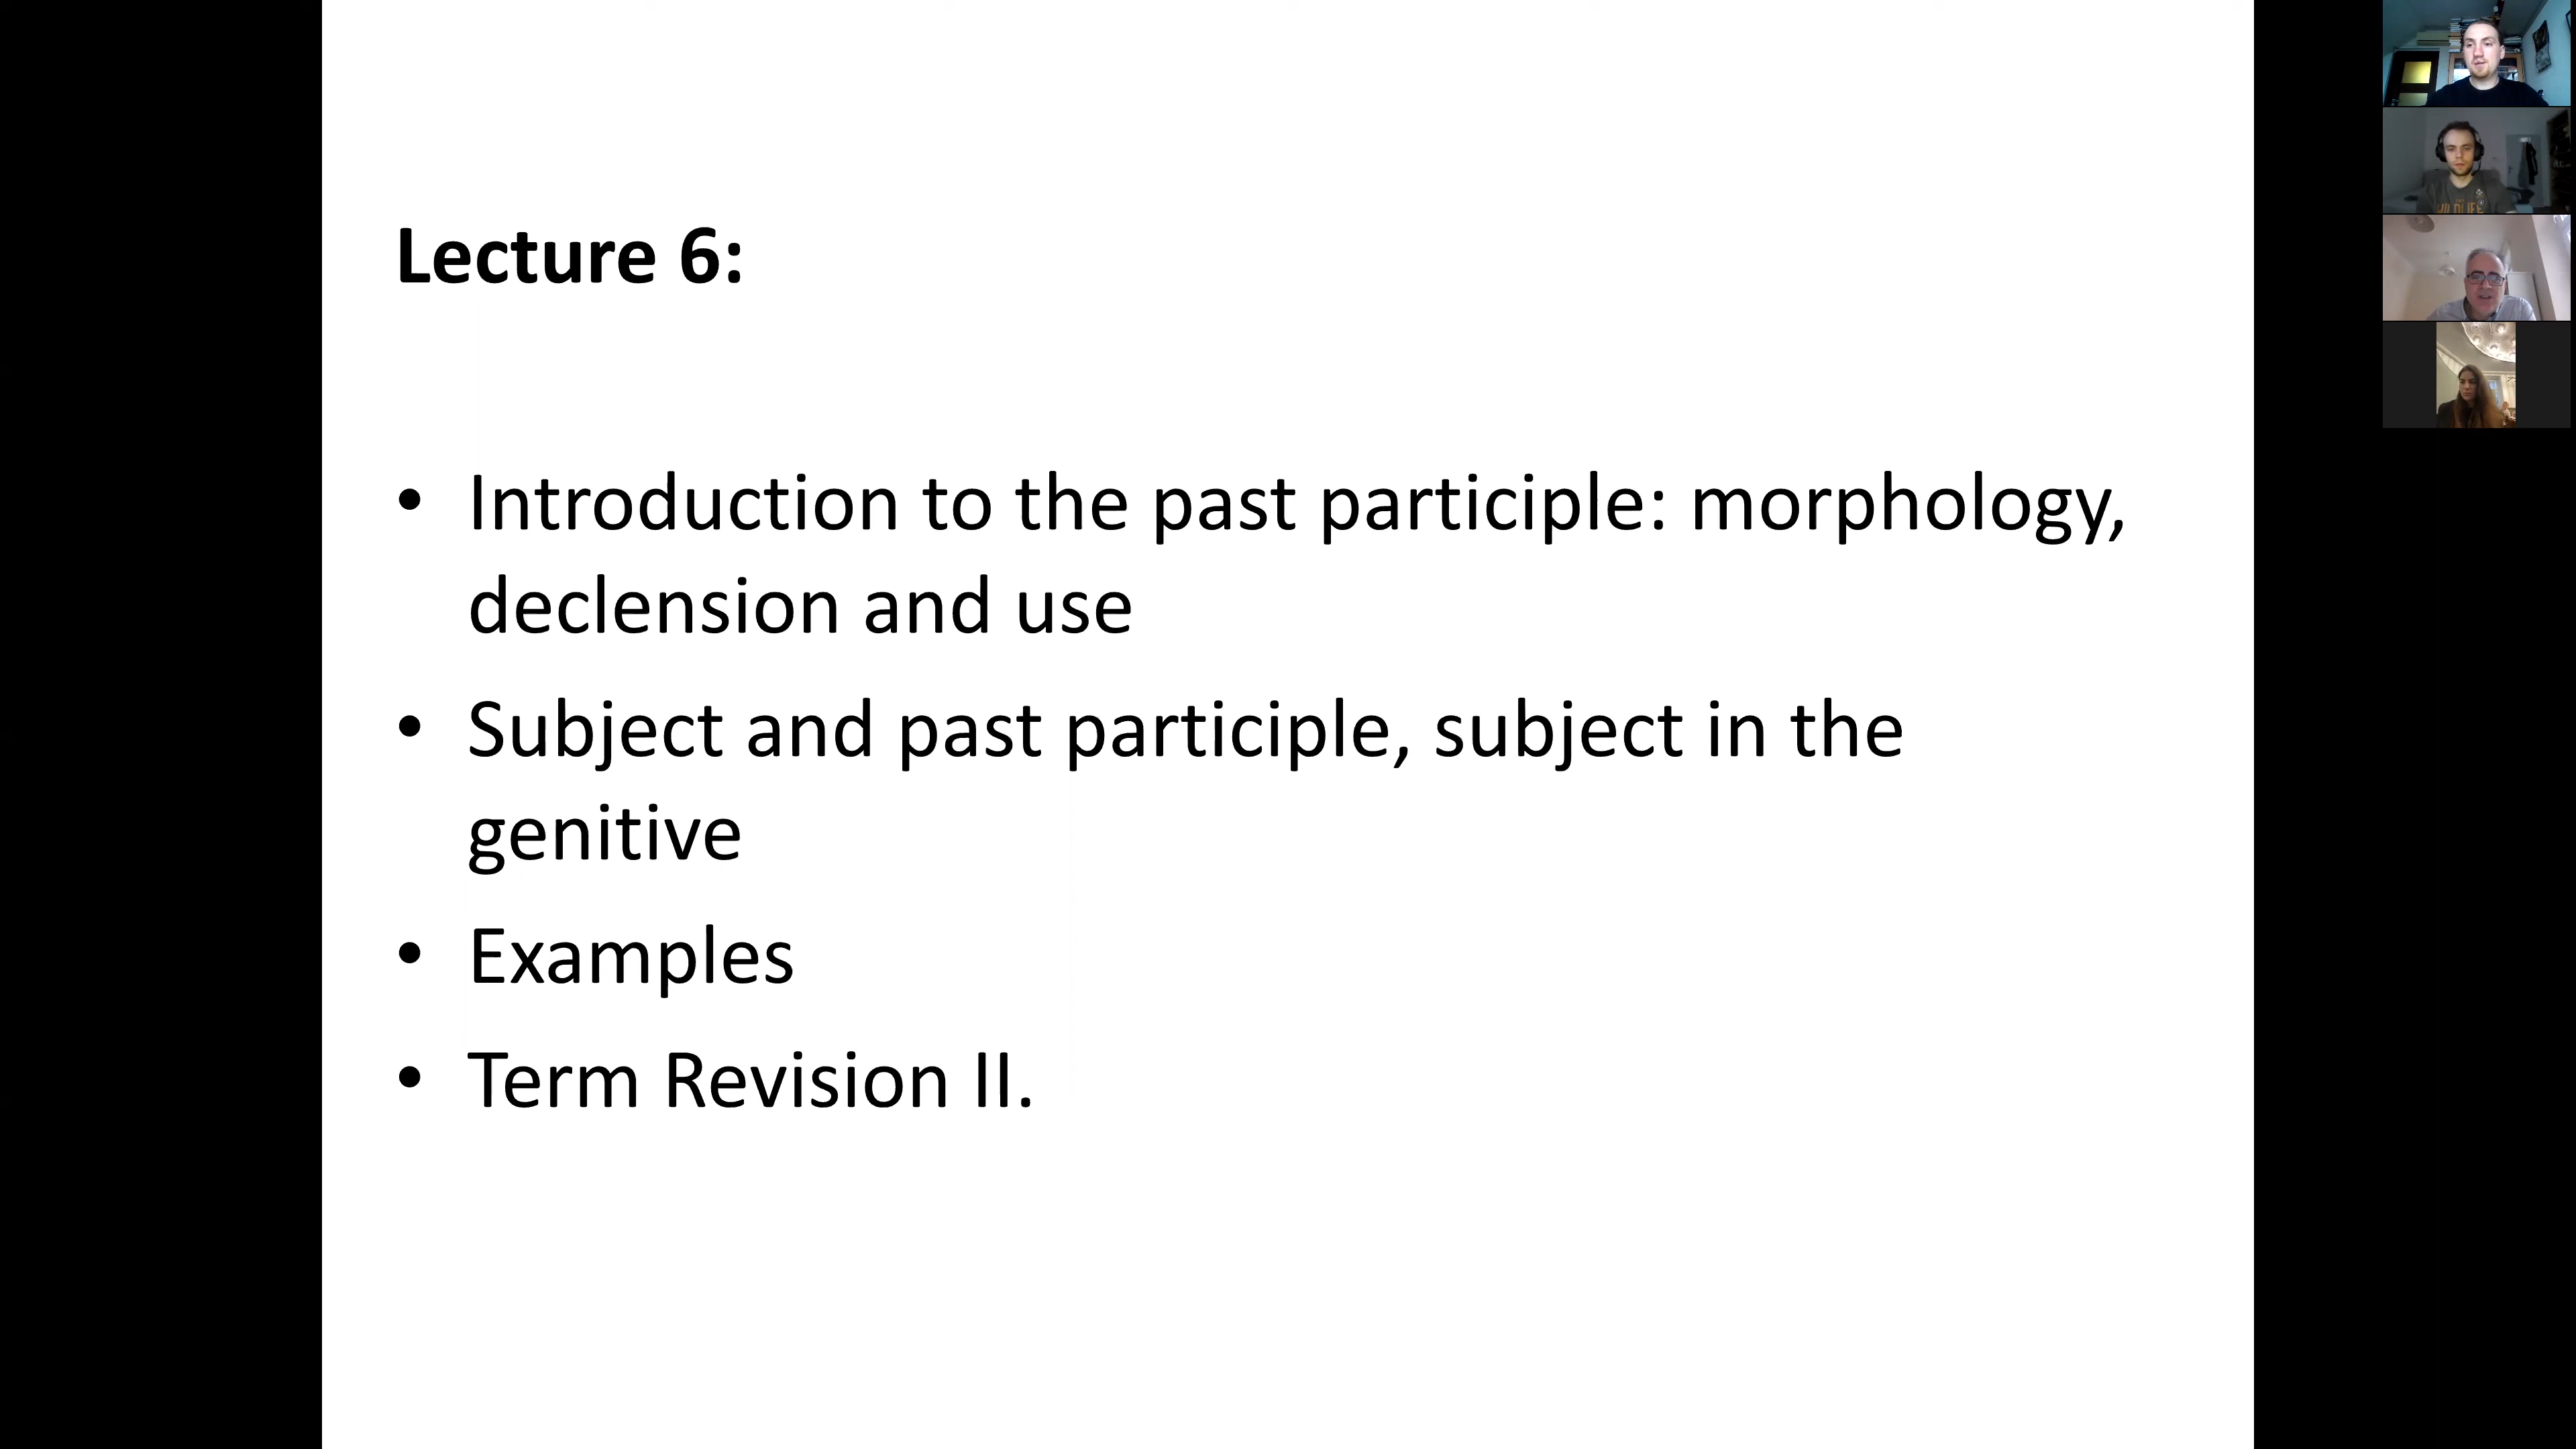 Lecture 6:
• Introduction to the past participle: morphology,
declension and use
• Subject and past participle, subject in the
genitive
• Examples
• Term Revision II.
WILDLIFE